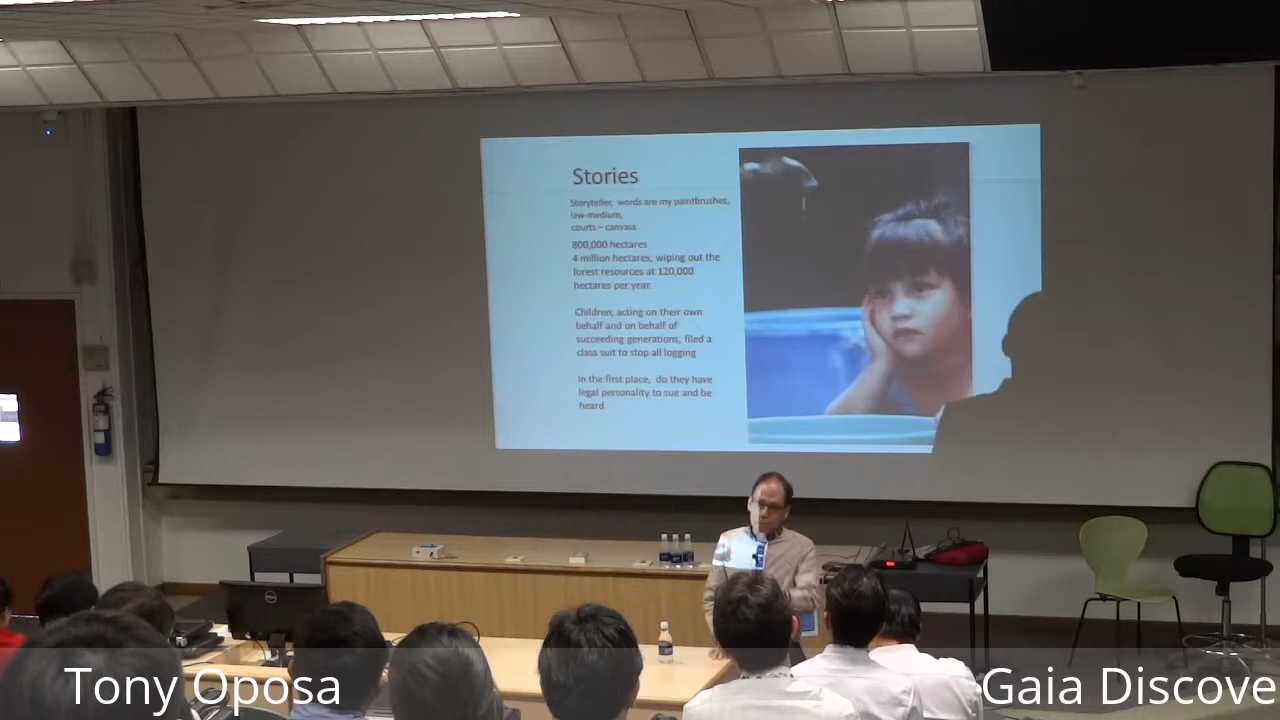 Stories
Storyteller, words are my paintbrushes,
law-medium,
courts – canvass
800,000 hectares
4 million hectares, wiping out the
forest resources at 120,000
hectares per year.
Children, acting on their own
behalf and on behalf of
succeeding generations, filed a
class suit to stop all logging
In the first place, do they have
legal personality to sue and be
heard
DELL
Tony Oposa
Gaia Discove